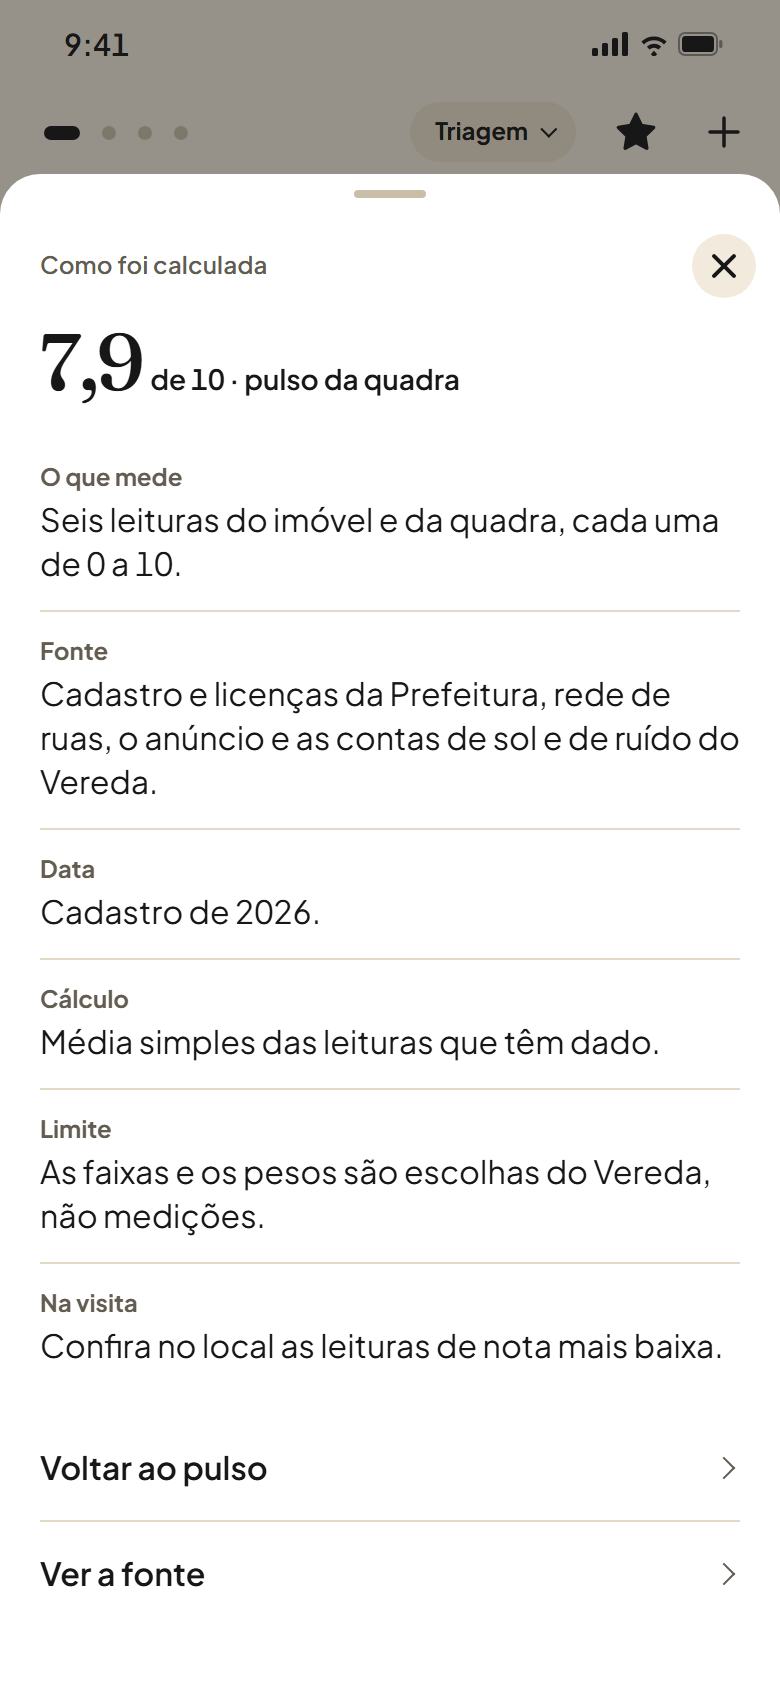 9:41
Triagem
Como foi calculada
7,9 de 10 · pulso da quadra
O que mede
Seis leituras do imóvel e da quadra, cada uma
de 0 a 10.
Fonte
Cadastro e licenças da Prefeitura, rede de
ruas, o anúncio e as contas de sol e de ruído do
Vereda.
Data
Cadastro de 2026.
Cálculo
Média simples das leituras que têm dado.
Limite
As faixas e os pesos são escolhas do Vereda,
não medições.
Na visita
Confira no local as leituras de nota mais baixa.
Voltar ao pulso
Ver a fonte